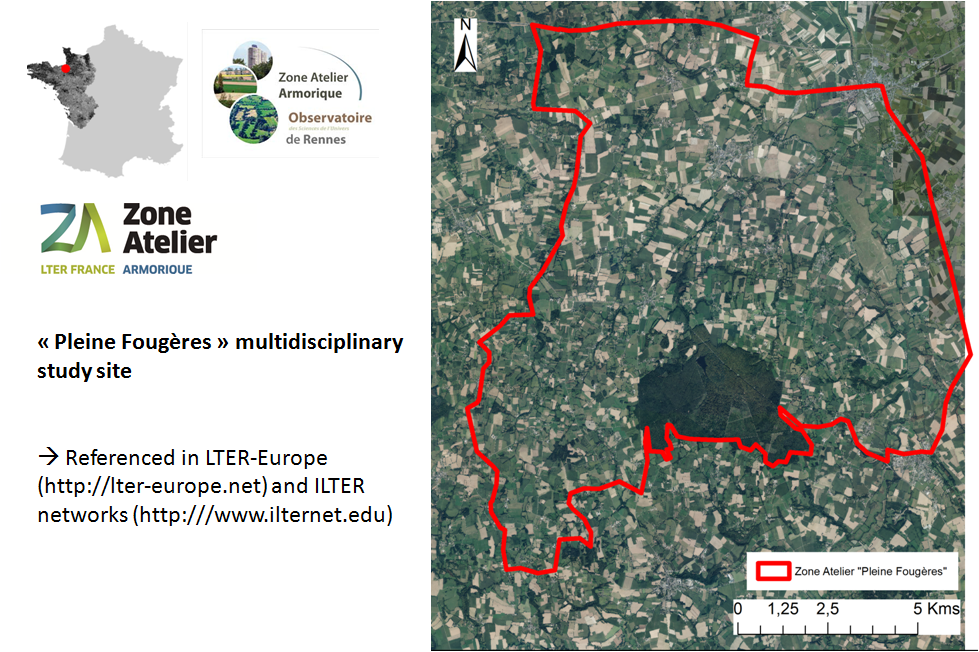 Zone Atelier
Armorique
Observatoire
des Sciences de l'Univers
de Rennes
ZA
Zone
Atelier
LTER FRANCE ARMORIQUE
« Pleine Fougères » multidisciplinary
study site
→ Referenced in LTER-Europe
(http://lter-europe.net) and ILTER
networks (http:///www.ilternet.edu)
N
Zone Atelier "Pleine Fougères"
0 1,25 2,5 5 Kms